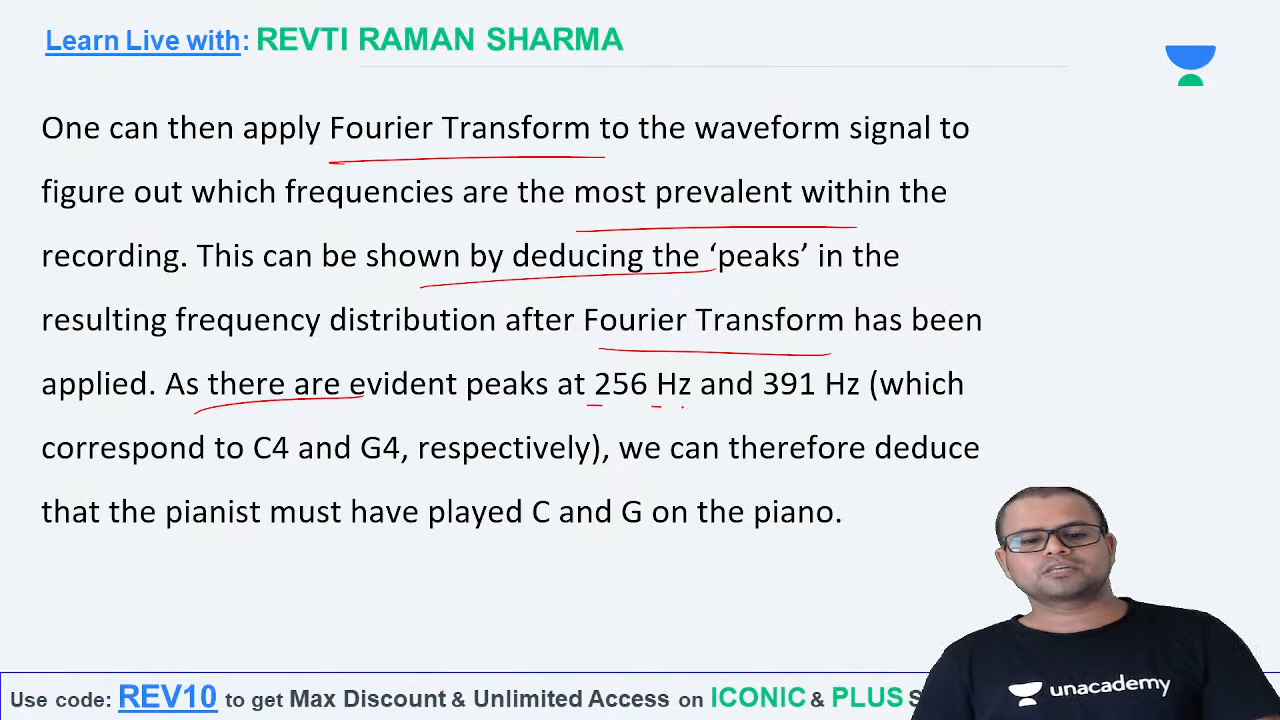 Learn Live with: REVTI RAMAN SHARMA
One can then apply Fourier Transform to the waveform signal to
figure out which frequencies are the most prevalent within the
recording. This can be shown by deducing the ‘peaks’ in the
resulting frequency distribution after Fourier Transform has been
applied. As there are evident peaks at 256 Hz and 391 Hz (which
correspond to C4 and G4, respectively), we can therefore deduce
that the pianist must have played C and G on the piano.
unacademy
Use code: REV10 to get Max Discount & Unlimited Access on ICONIC & PLUS S